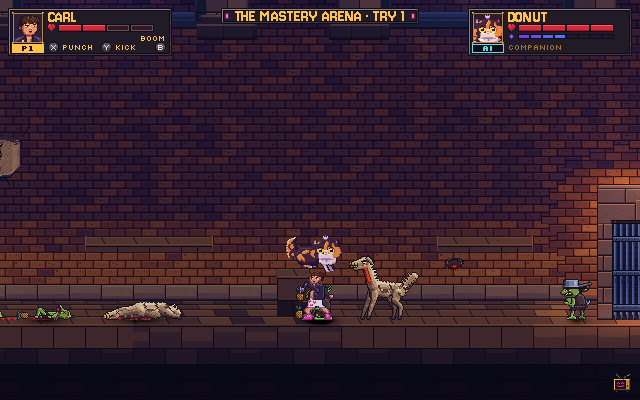 CARL
BOOM
P1
X PUNCH Y KICK B
THE MASTERY ARENA · TRY 1
DONUT
AI
COMPANION